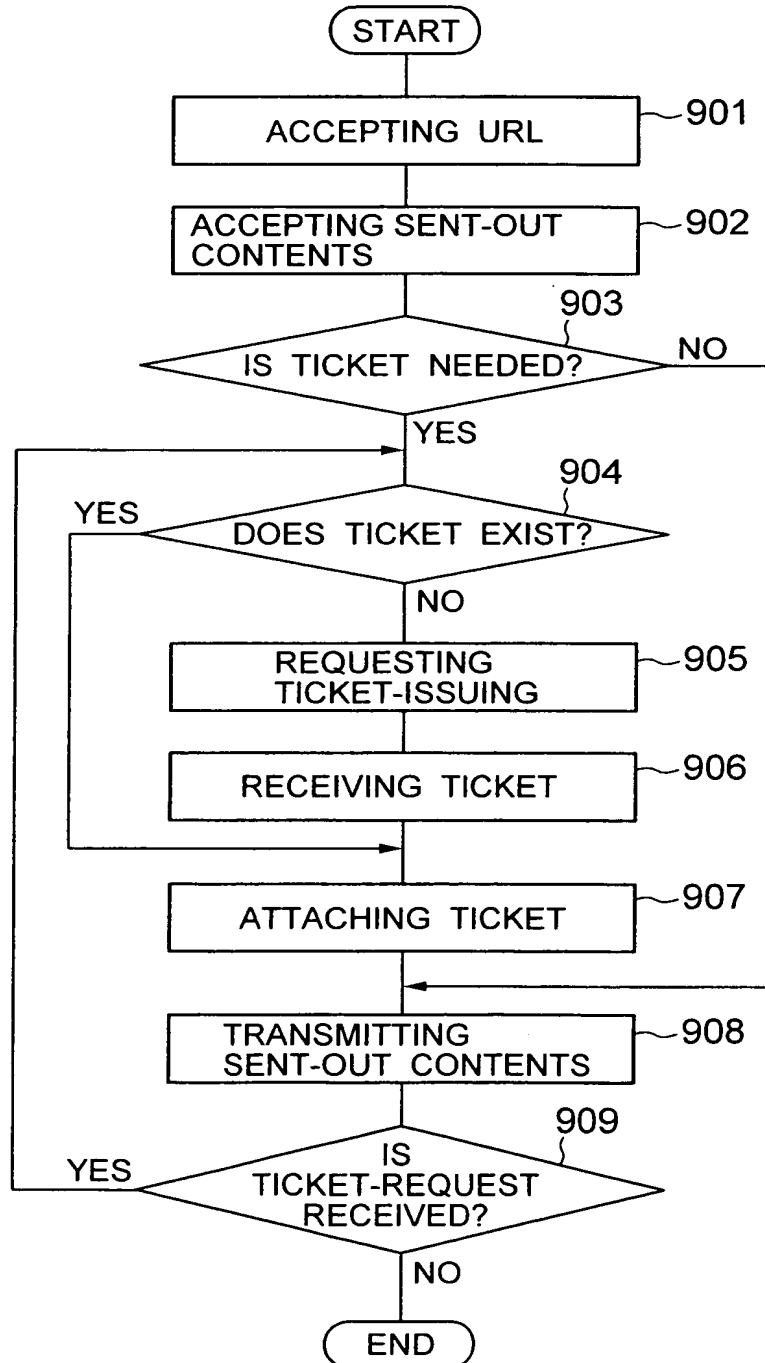 START
ACCEPTING URL
901
ACCEPTING SENT-OUT
CONTENTS
902
903
IS TICKET NEEDED?
NO
YES
904
YES
DOES TICKET EXIST?
NO
REQUESTING
TICKET-ISSUING
905
RECEIVING TICKET
906
ATTACHING TICKET
907
TRANSMITTING
SENT-OUT CONTENTS
908
909
YES
IS
TICKET-REQUEST
RECEIVED?
NO
END